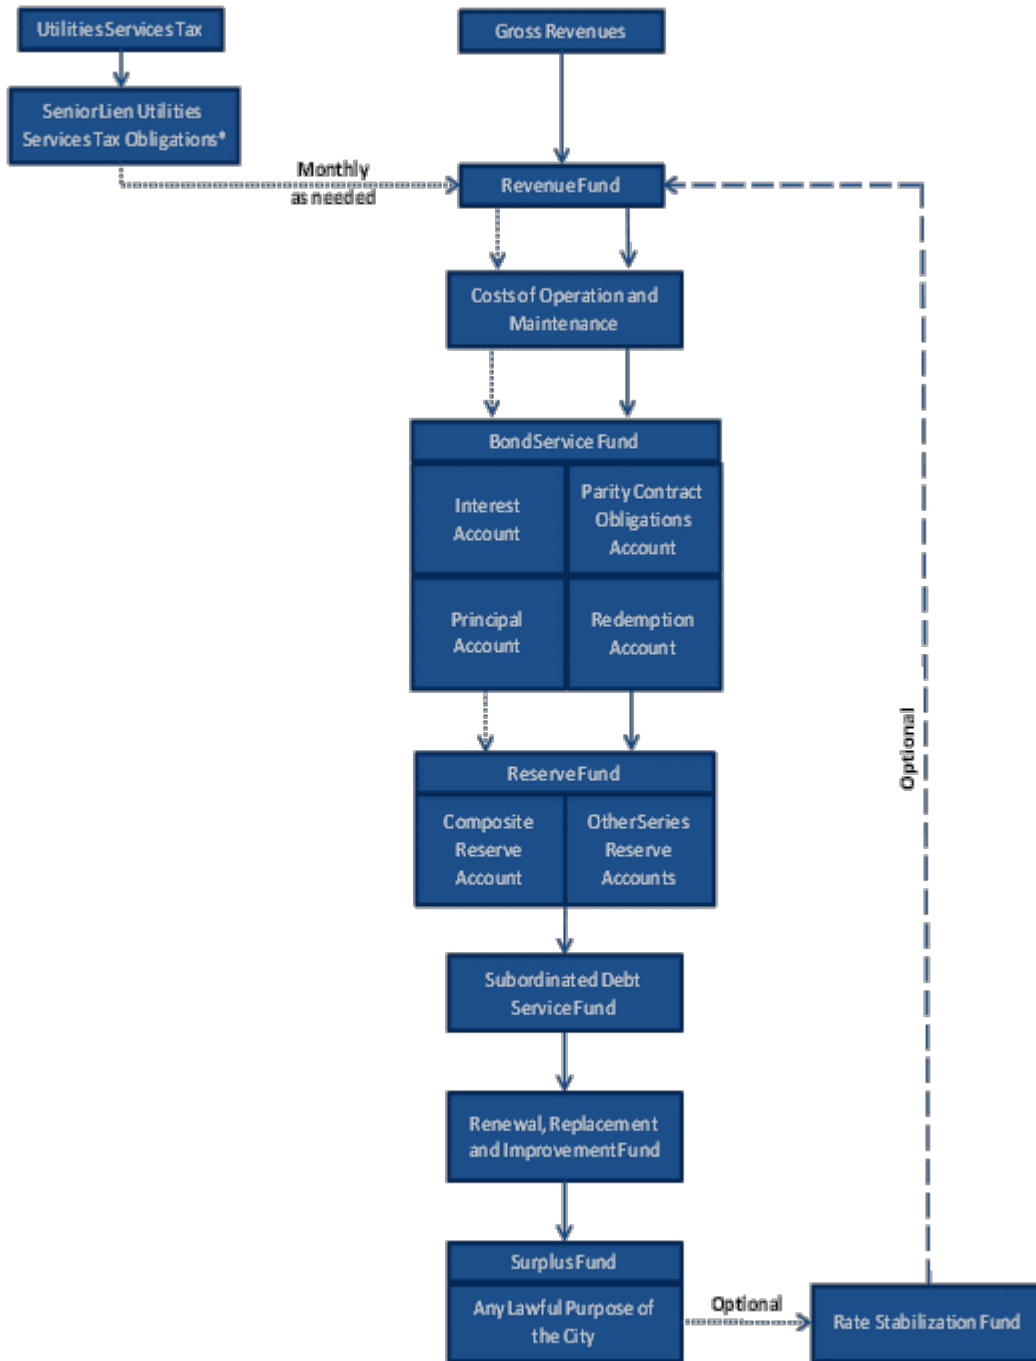 Utilities Services Tax
Gross Revenues
Senior Lien Utilities
Services Tax Obligations*
Monthly
as needed
Revenue Fund
Costs of Operation and
Maintenance
Bond Service Fund
Interest
Account
Parity Contract
Obligations
Account
Principal
Account
Redemption
Account
Optional
Reserve Fund
Composite
Reserve
Account
Other Series
Reserve
Accounts
Subordinated Debt
Service Fund
Renewal, Replacement
and Improvement Fund
Surplus Fund
Any Lawful Purpose of
the City
Optional
Rate Stabilization Fund